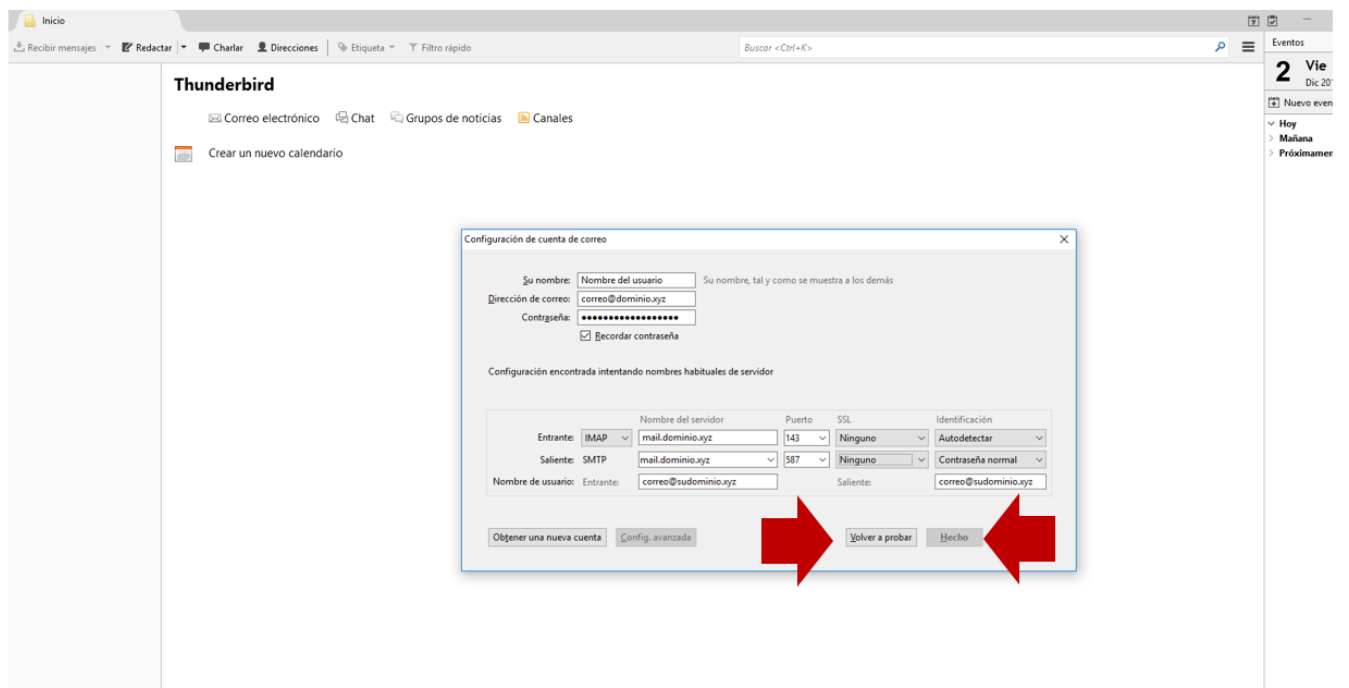 Inicio
Recibir mensajes Redactar Charlar Direcciones Etiqueta Filtro rápido Buscar <Ctrl+K>
Eventos
2 Vie
Dic 201
Nuevo even
Hoy
Mañana
Próximamen
Thunderbird
Correo electrónico Chat Grupos de noticias Canales
Crear un nuevo calendario
Configuración de cuenta de correo
Su nombre: Nombre del usuario Su nombre, tal y como se muestra a los demás
Dirección de correo: correo@dominio.xyz
Contraseña: ••••••••••••••••••
Recordar contraseña
Configuración encontrada intentando nombres habituales de servidor
Nombre del servidor Puerto SSL Identificación
Entrante: IMAP mail.dominio.xyz 143 Ninguno Autodetectar
Saliente: SMTP mail.dominio.xyz 587 Ninguno Contraseña normal
Nombre de usuario: Entrante: correo@sudominio.xyz Saliente: correo@sudominio.xyz
Obtener una nueva cuenta Config. avanzada Volver a probar Hecho